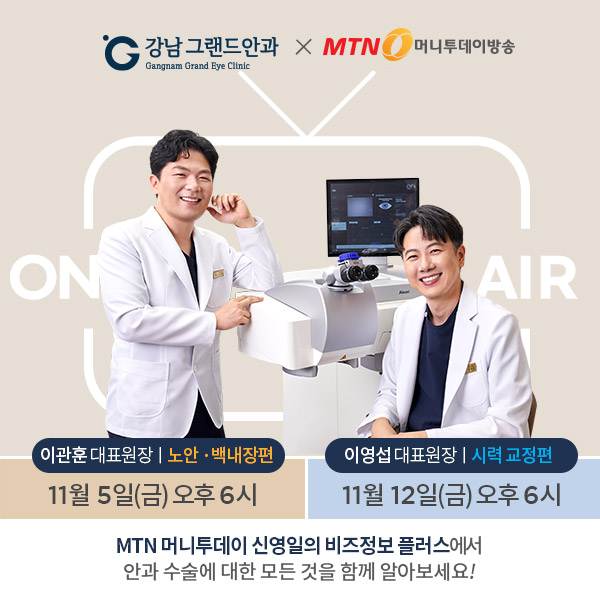 강남 그랜드안과 × MTN 머니투데이방송
Gangnam Grand Eye Clinic
ON AIR
이관훈 대표원장 | 노안·백내장편
11월 5일(금) 오후 6시
이영섭 대표원장 | 시력 교정편
11월 12일(금) 오후 6시
MTN 머니투데이 신영일의 비즈정보 플러스에서
안과 수술에 대한 모든 것을 함께 알아보세요!